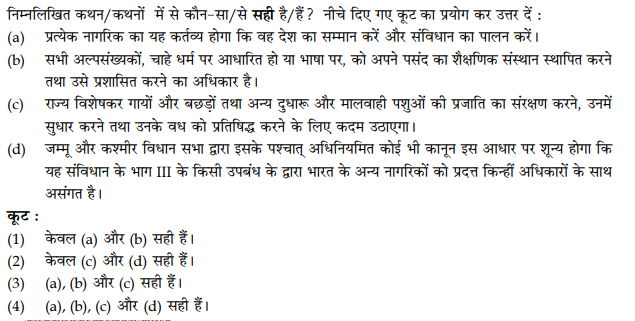 निम्नलिखित कथन/कथनों में से कौन-सा/से सही है/हैं ? नीचे दिए गए कूट का प्रयोग कर उत्तर दें :
(a) प्रत्येक नागरिक का यह कर्तव्य होगा कि वह देश का सम्मान करें और संविधान का पालन करें।
(b) सभी अल्पसंख्यकों, चाहे धर्म पर आधारित हो या भाषा पर, को अपने पसंद का शैक्षणिक संस्थान स्थापित करने
तथा उसे प्रशासित करने का अधिकार है।
(c) राज्य विशेषकर गायों और बछड़ों तथा अन्य दुधारू और मालवाही पशुओं की प्रजाति का संरक्षण करने, उनमें
सुधार करने तथा उनके वध को प्रतिषिद्ध करने के लिए कदम उठाएगा।
(d) जम्मू और कश्मीर विधान सभा द्वारा इसके पश्चात् अधिनियमित कोई भी कानून इस आधार पर शून्य होगा कि
यह संविधान के भाग III के किसी उपबंध के द्वारा भारत के अन्य नागरिकों को प्रदत्त किन्हीं अधिकारों के साथ
असंगत है।
कूट :
(1) केवल (a) और (b) सही हैं।
(2) केवल (c) और (d) सही हैं।
(3) (a), (b) और (c) सही हैं।
(4) (a), (b), (c) और (d) सही हैं।